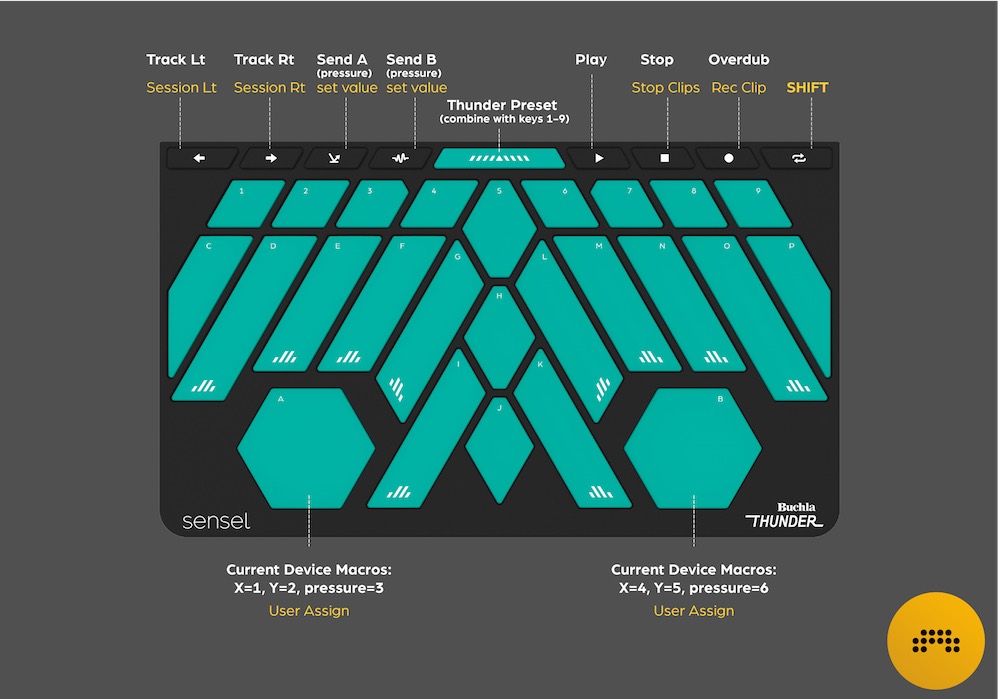 Track Lt
Track Rt
Send A
Send B
Play
Stop
Overdub
(pressure)
(pressure)
Session Lt
Session Rt
set value
set value
Stop Clips
Rec Clip
SHIFT
Thunder Preset
(combine with keys 1-9)
1
2
3
4
5
6
7
8
9
C
D
E
F
G
L
M
N
O
P
H
I
K
A
J
B
sensel
Buchla
THUNDER
Current Device Macros:
X=1, Y=2, pressure=3
User Assign
Current Device Macros:
X=4, Y=5, pressure=6
User Assign